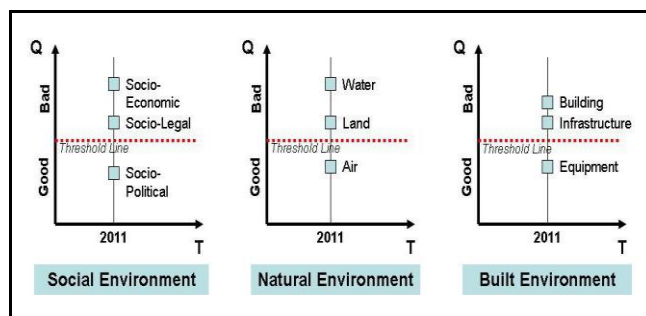 Q
Bad
Good
Socio-
Economic
Socio-Legal
Threshold Line
Socio-
Political
2011
T
Social Environment
Q
Bad
Good
Water
Land
Threshold Line
Air
2011
T
Natural Environment
Q
Bad
Good
Building
Infrastructure
Threshold Line
Equipment
2011
T
Built Environment